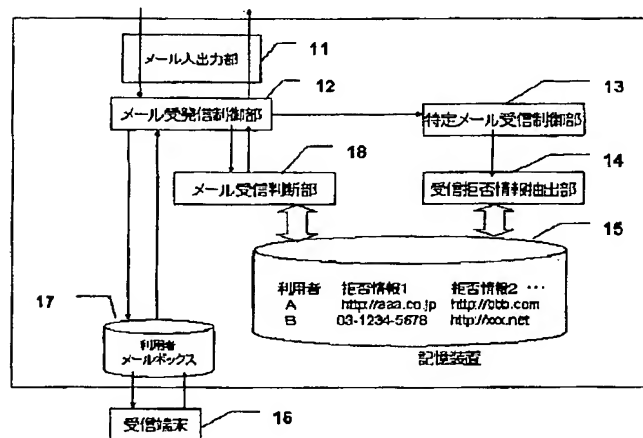 11
メール入出力部
12
メール受発信制御部
13
特定メール受信制御部
18
メール受信判断部
14
受信拒否情報抽出部
15
利用者 拒否情報1 拒否情報2 …
A http://aaa.co.jp http://bbb.com
B 03-1234-5678 http://xxx.net
記憶装置
17
利用者
メールボックス
受信端末
16